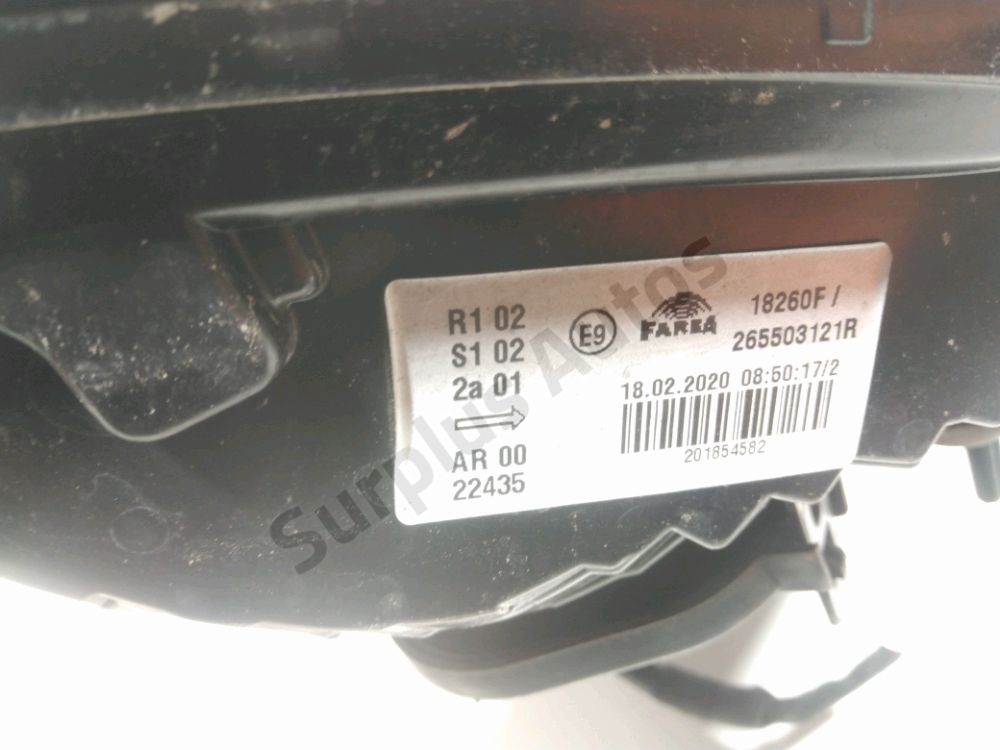 R1 02
S1 02
2a 01
AR 00
22435
E9
FAREA
18260F /
265503121R
18.02.2020 08:50:17/2
201854582
Surplus Autos